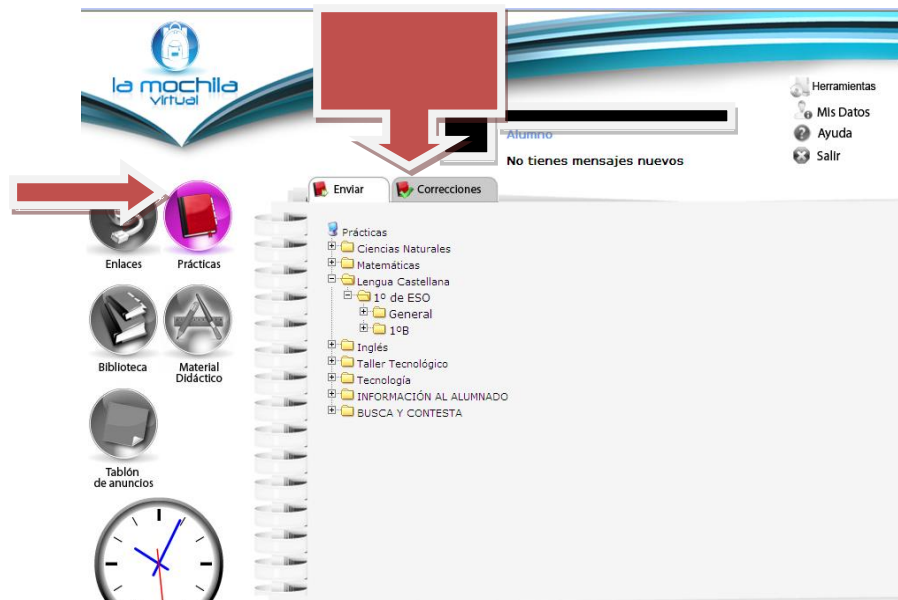 la mochila
virtual
Herramientas
Mis Datos
Ayuda
Salir
Alumno
No tienes mensajes nuevos
Enviar
Correcciones
Enlaces
Prácticas
Biblioteca
Material
Didáctico
Tablón
de anuncios
Prácticas
Ciencias Naturales
Matemáticas
Lengua Castellana
1º de ESO
General
1ºB
Inglés
Taller Tecnológico
Tecnología
INFORMACIÓN AL ALUMNADO
BUSCA Y CONTESTA